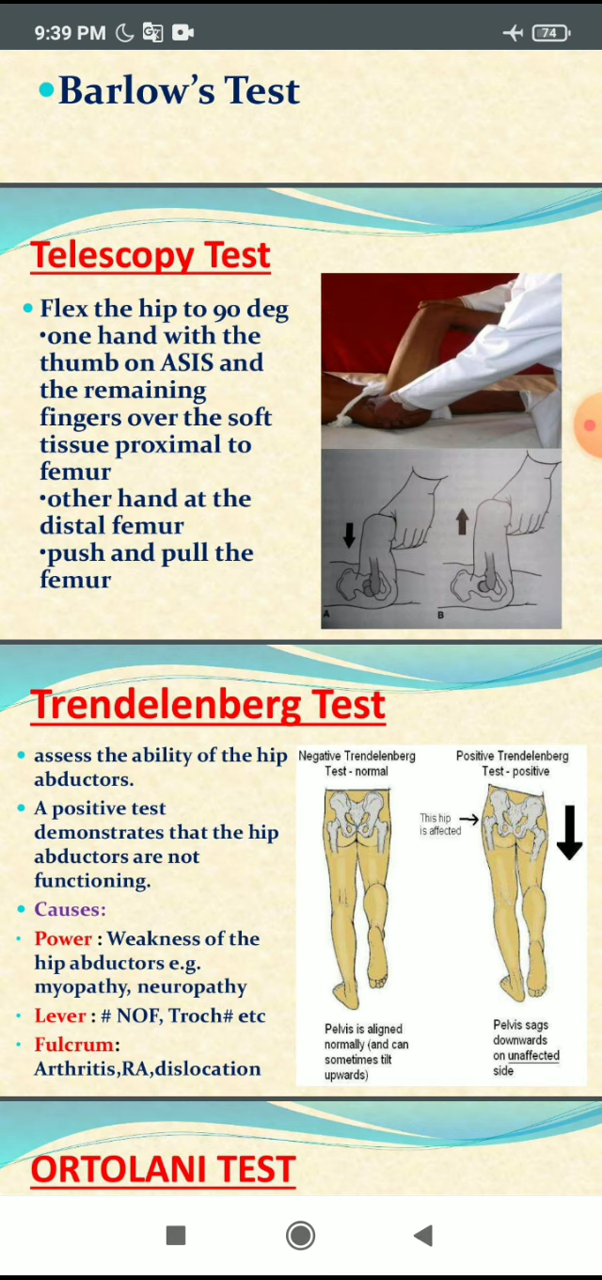 9:39 PM
74
•Barlow's Test
Telescopy Test
• Flex the hip to 90 deg
•one hand with the
thumb on ASIS and
the remaining
fingers over the soft
tissue proximal to
femur
•other hand at the
distal femur
•push and pull the
femur
A
B
Trendelenberg Test
• assess the ability of the hip
abductors.
• A positive test
demonstrates that the hip
abductors are not
functioning.
• Causes:
• Power : Weakness of the
hip abductors e.g.
myopathy, neuropathy
• Lever : # NOF, Troch# etc
• Fulcrum:
Arthritis,RA,dislocation
Negative Trendelenberg
Test - normal
Positive Trendelenberg
Test - positive
This hip
is affected
Pelvis is aligned
normally (and can
sometimes tilt
upwards)
Pelvis sags
downwards
on unaffected
side
ORTOLANI TEST